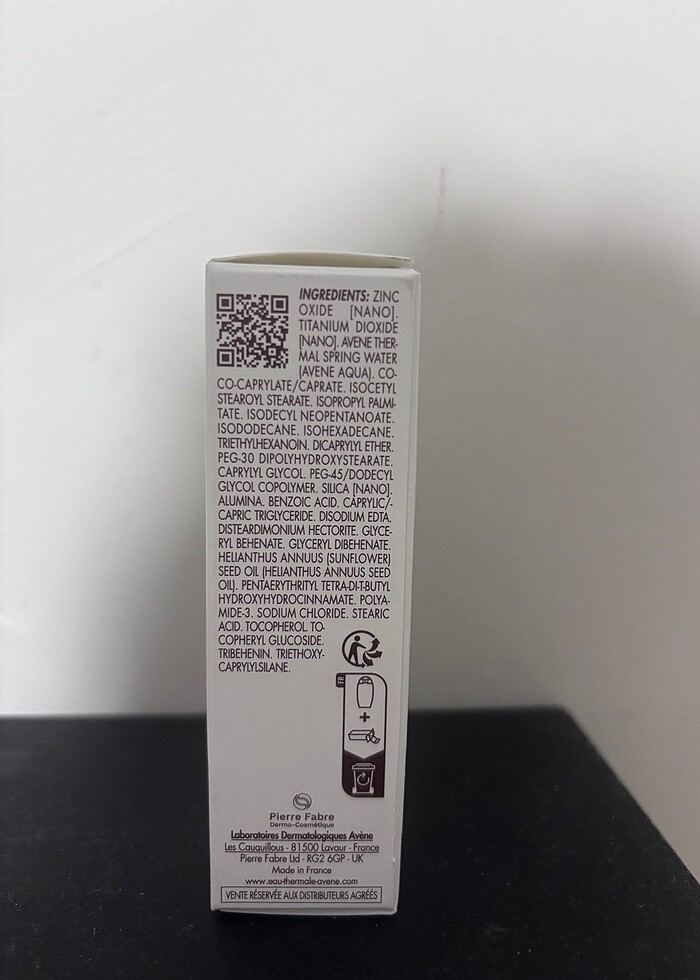 INGREDIENTS: ZINC
OXIDE [NANO].
TITANIUM DIOXIDE
[NANO]. AVENE THER-
MAL SPRING WATER
(AVENE AQUA). CO-
CO-CAPRYLATE/CAPRATE. ISOCETYL
STEAROYL STEARATE. ISOPROPYL PALMI-
TATE. ISODECYL NEOPENTANOATE.
ISODODECANE. ISOHEXADECANE.
TRIETHYLHEXANOIN. DICAPRYLYL ETHER.
PEG-30 DIPOLYHYDROXYSTEARATE.
CAPRYLYL GLYCOL. PEG-45/DODECYL
GLYCOL COPOLYMER. SILICA [NANO].
ALUMINA. BENZOIC ACID. CAPRYLIC/-
CAPRIC TRIGLYCERIDE. DISODIUM EDTA.
DISTEARDIMONIUM HECTORITE. GLYCE-
RYL BEHENATE. GLYCERYL DIBEHENATE.
HELIANTHUS ANNUUS (SUNFLOWER)
SEED OIL (HELIANTHUS ANNUUS SEED
OIL). PENTAERYTHRITYL TETRA-DI-T-BUTYL
HYDROXYHYDROCINNAMATE. POLYA-
MIDE-3. SODIUM CHLORIDE. STEARIC
ACID. TOCOPHEROL. TO-
COPHERYL GLUCOSIDE.
TRIBEHENIN. TRIETHOXY-
CAPRYLYLSILANE.
FR
+
Pierre Fabre
Dermo-Cosmétique
Laboratoires Dermatologiques Avène
Les Cauquillous - 81500 Lavaur - France
Pierre Fabre Ltd - RG2 6GP - UK
Made in France
www.eau-thermale-avene.com
VENTE RÉSERVÉE AUX DISTRIBUTEURS AGRÉÉS